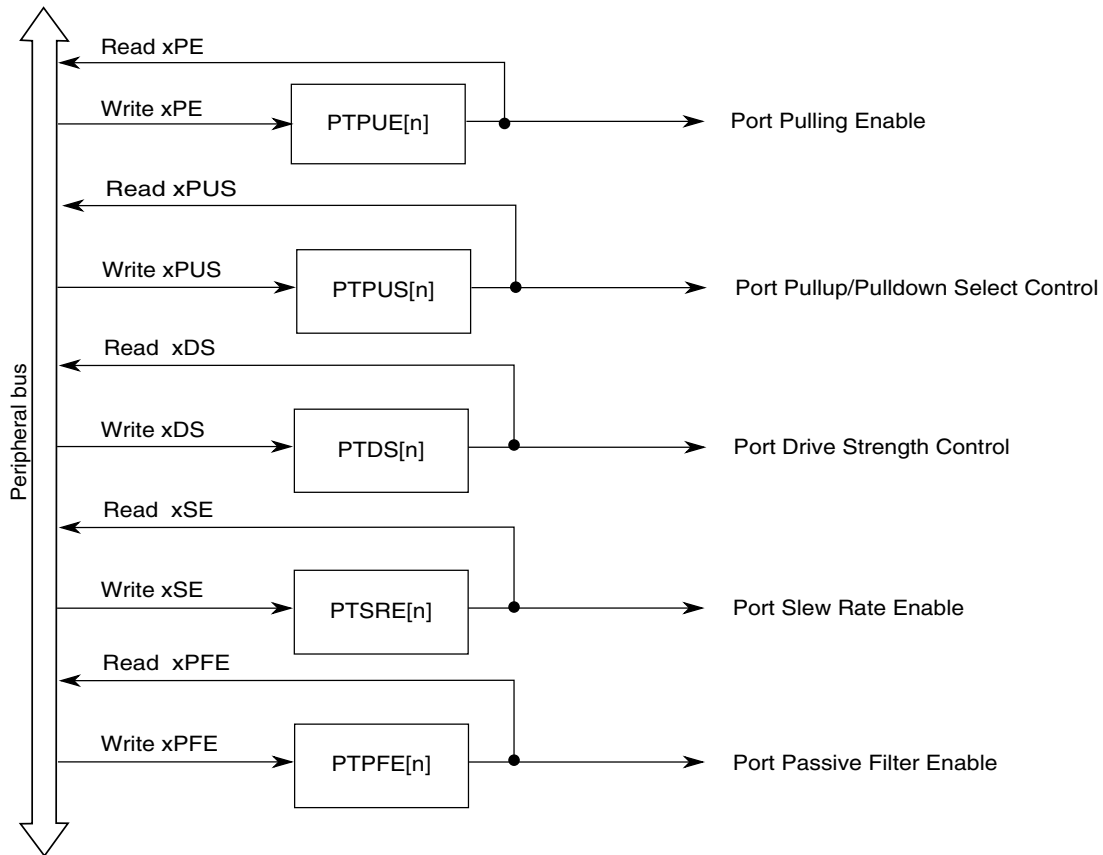 Read xPE
Write xPE
PTPUE[n]
Port Pulling Enable
Read xPUS
Write xPUS
PTPUS[n]
Port Pullup/Pulldown Select Control
Read xDS
Peripheral bus
Write xDS
PTDS[n]
Port Drive Strength Control
Read xSE
Write xSE
PTSRE[n]
Port Slew Rate Enable
Read xPFE
Write xPFE
PTPFE[n]
Port Passive Filter Enable